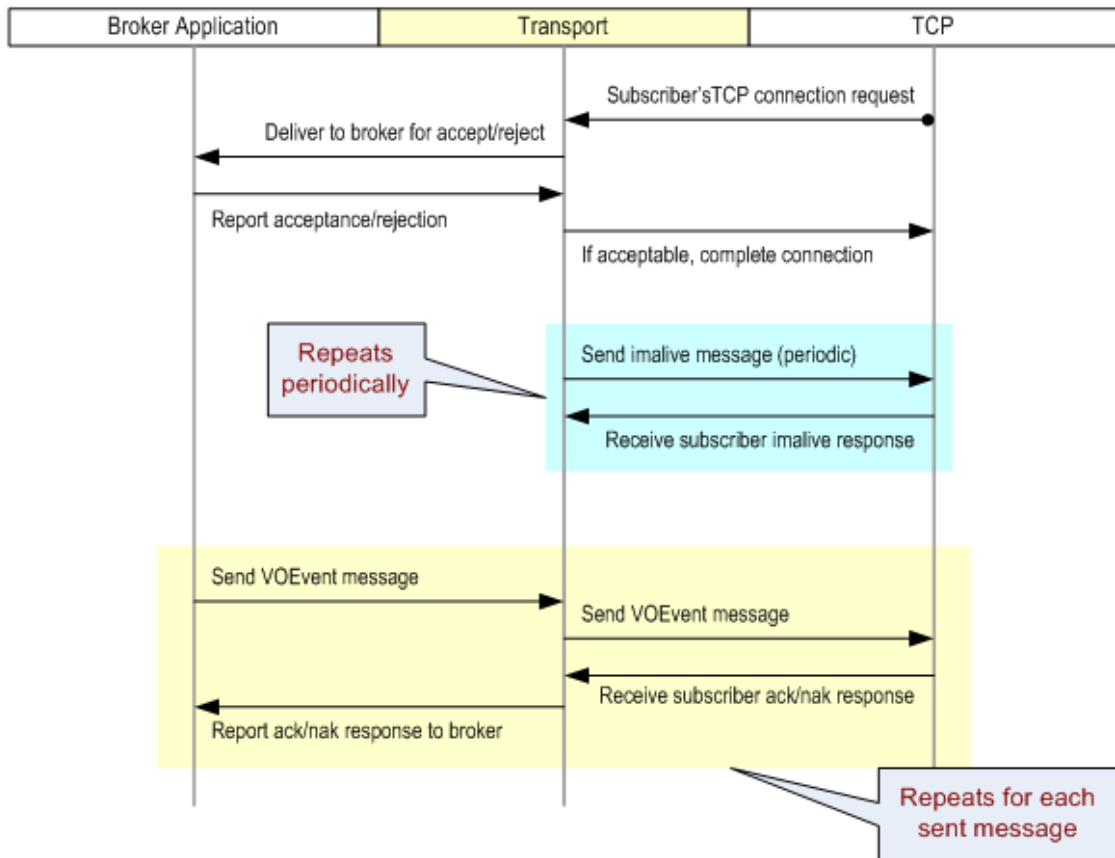 Broker Application
Transport
TCP
Subscriber'sTCP connection request
Deliver to broker for accept/reject
Report acceptance/rejection
If acceptable, complete connection
Repeats
periodically
Send imalive message (periodic)
Receive subscriber imalive response
Send VOEvent message
Send VOEvent message
Receive subscriber ack/nak response
Report ack/nak response to broker
Repeats for each
sent message